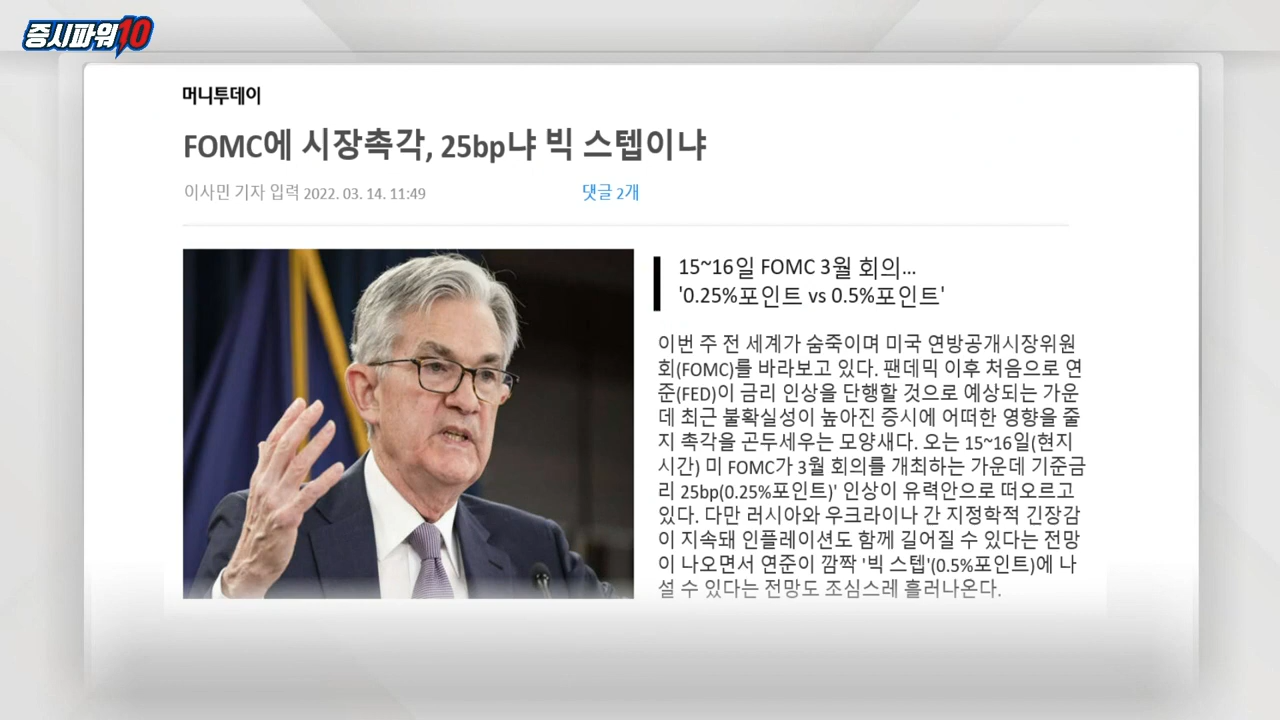 증시파워10
머니투데이
FOMC에 시장촉각, 25bp냐 빅 스텝이냐
이사민 기자 입력 2022. 03. 14. 11:49
댓글 2개
15~16일 FOMC 3월 회의...
'0.25%포인트 vs 0.5%포인트'
이번 주 전 세계가 숨죽이며 미국 연방공개시장위원
회(FOMC)를 바라보고 있다. 팬데믹 이후 처음으로 연
준(FED)이 금리 인상을 단행할 것으로 예상되는 가운
데 최근 불확실성이 높아진 증시에 어떠한 영향을 줄
지 촉각을 곤두세우는 모양새다. 오는 15~16일(현지
시간) 미 FOMC가 3월 회의를 개최하는 가운데 기준금
리 25bp(0.25%포인트)' 인상이 유력안으로 떠오르고
있다. 다만 러시아와 우크라이나 간 지정학적 긴장감
이 지속돼 인플레이션도 함께 길어질 수 있다는 전망
이 나오면서 연준이 깜짝 '빅 스텝'(0.5%포인트)에 나
설 수 있다는 전망도 조심스레 흘러나온다.